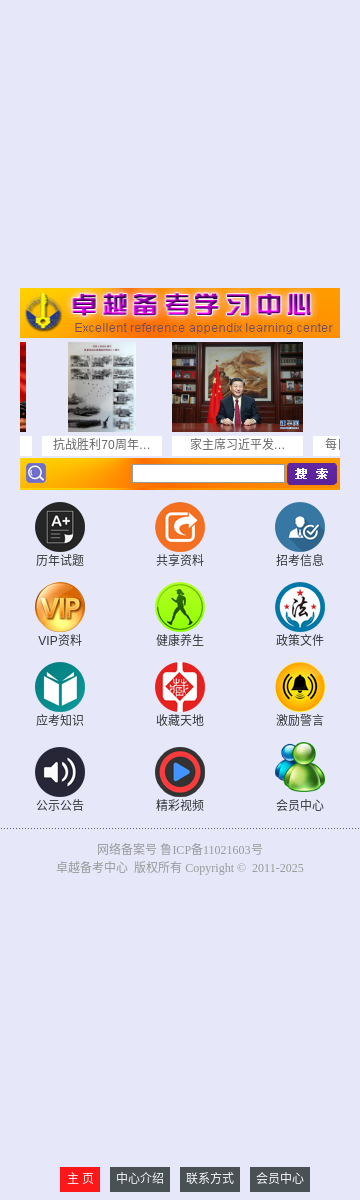 卓越备考学习中心
Excellent reference appendix learning center
抗战胜利70周年… 家主席习近平发…
搜 索
A+
历年试题 共享资料 招考信息
VIP
法
VIP资料 健康养生 政策文件
应考知识 收藏天地 激励警言
公示公告 精彩视频 会员中心
网络备案号 鲁ICP备11021603号
卓越备考中心 版权所有 Copyright © 2011-2025
主 页 中心介绍 联系方式 会员中心